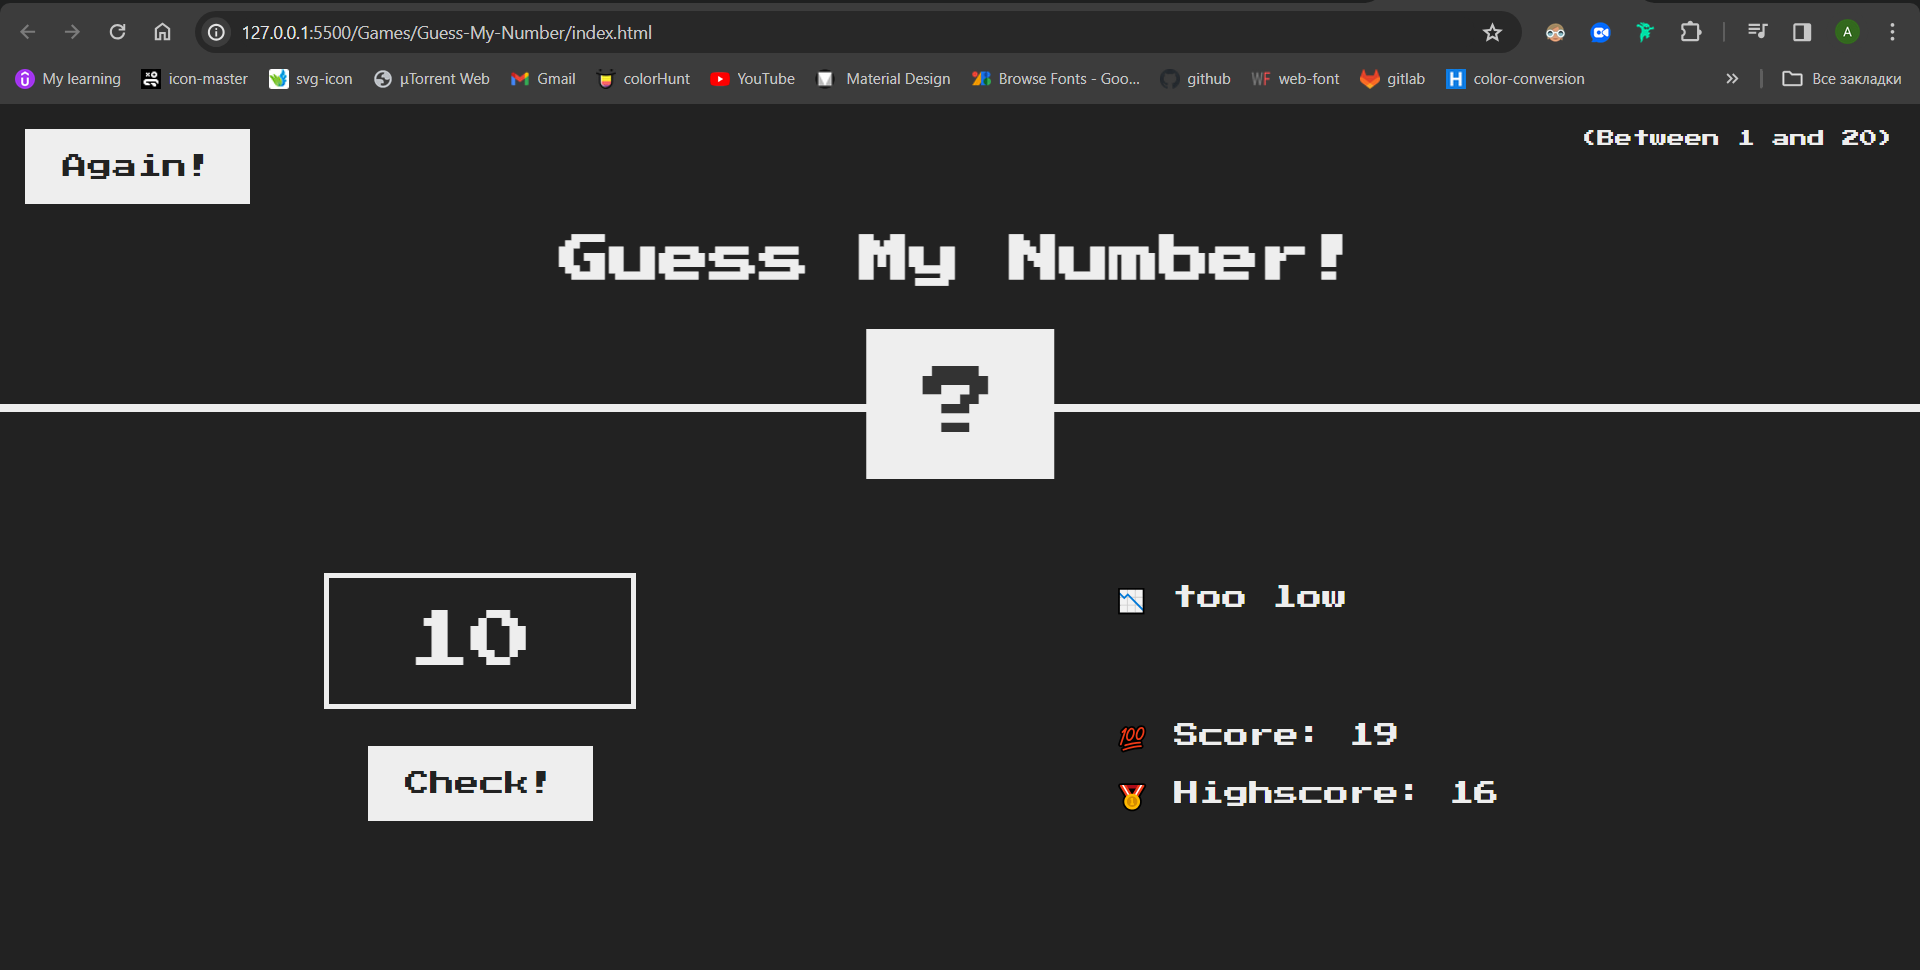 127.0.0.1:5500/Games/Guess-My-Number/index.html
A
My learning icon-master svg-icon µTorrent Web Gmail colorHunt YouTube Material Design Browse Fonts - Goo... github WF web-font gitlab H color-conversion » Все закладки
Again!
(Between 1 and 20)
Guess My Number!
?
10
Check!
📉 too low
💯 Score: 19
🥇 Highscore: 16